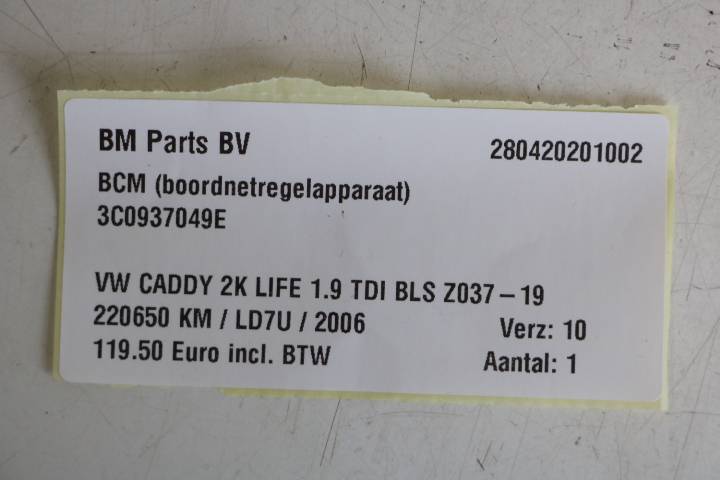 BM Parts BV 280420201002
BCM (boordnetregelapparaat)
3C0937049E
VW CADDY 2K LIFE 1.9 TDI BLS Z037 – 19
220650 KM / LD7U / 2006 Verz: 10
119.50 Euro incl. BTW Aantal: 1